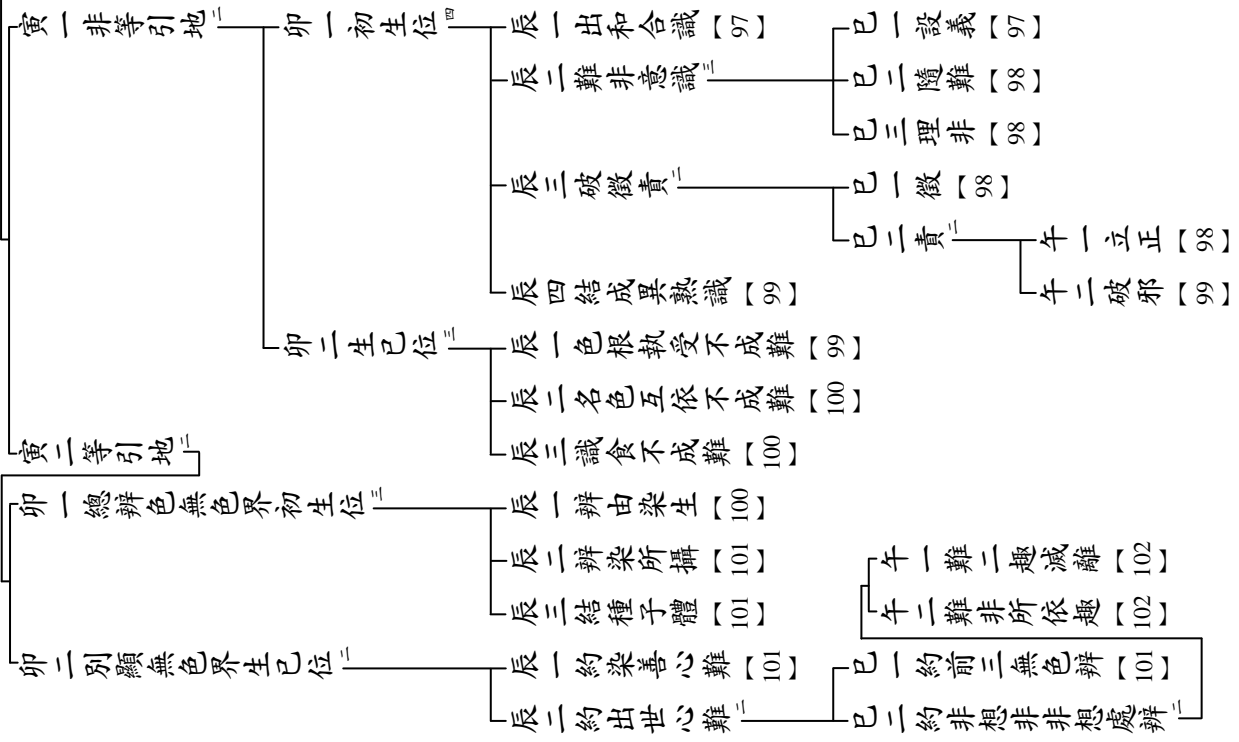 寅一非等引地二
卯一初生位四
辰一出和合識【97】
辰二難非意識三
巳一設義【97】
巳二隨難【98】
巳三理非【98】
辰三破徵責二
巳一徵【98】
巳二責二
午一立正【98】
午二破邪【99】
辰四結成異熟識【99】
卯二生已位三
辰一色根執受不成難【99】
辰二名色互依不成難【100】
辰三識食不成難【100】
寅二等引地二
卯一總辨色無色界初生位三
辰一辨由染生【100】
辰二辨染所攝【101】
辰三結種子體【101】
卯二別顯無色界生已位二
辰一約染善心難【101】
辰二約出世心難二
巳一約前三無色辨【101】
巳二約非想非非想處辨二
午一難二趣滅離【102】
午二難非所依趣【102】